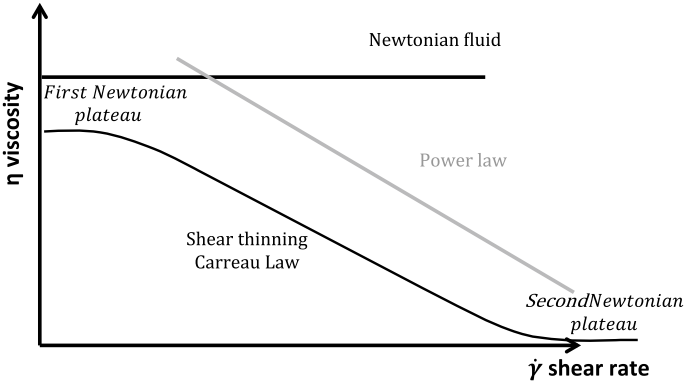 Newtonian fluid
First Newtonian
plateau
η viscosity
Power law
Shear thinning
Carreau Law
SecondNewtonian
plateau
γ̇ shear rate